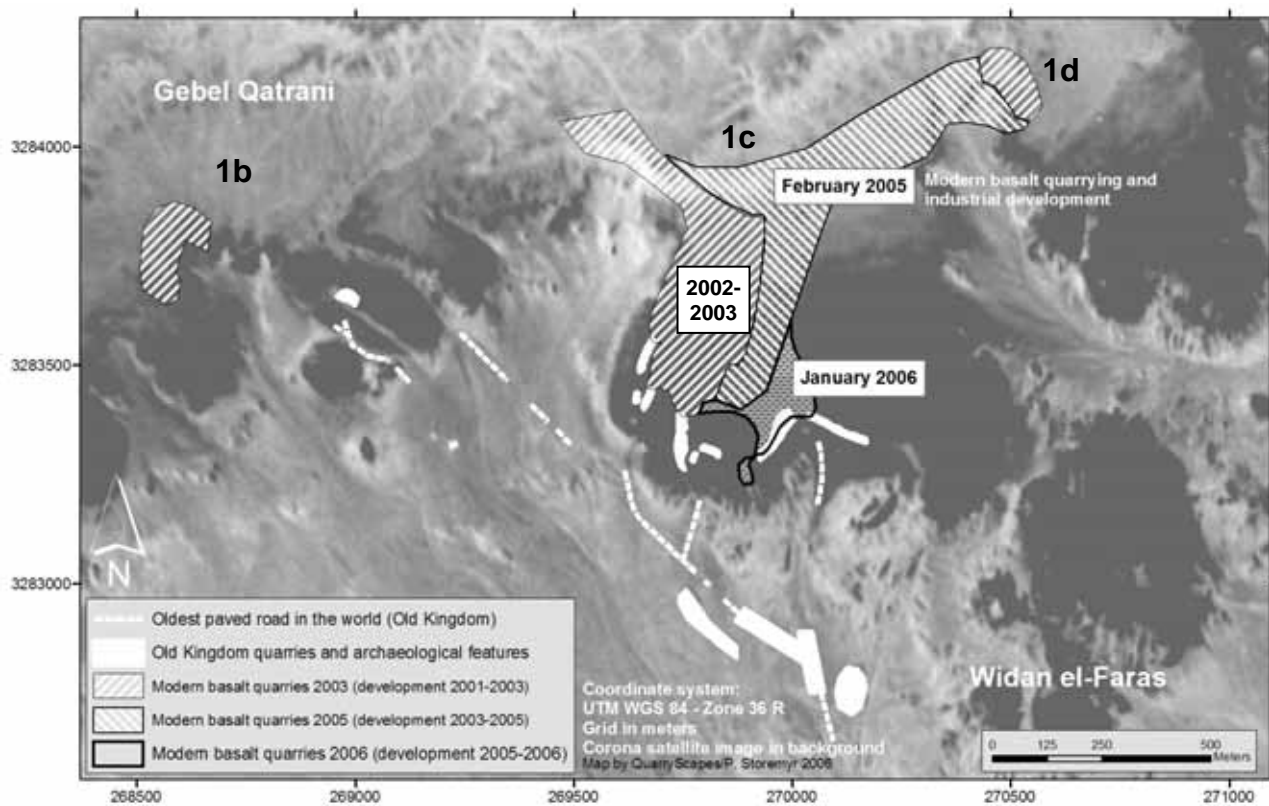 Gebel Qatrani
1b
1c
1d
3284000
3283500
3283000
February 2005
Modern basalt quarrying and
industrial development
2002-
2003
January 2006
N
Oldest paved road in the world (Old Kingdom)
Old Kingdom quarries and archaeological features
Modern basalt quarries 2003 (development 2001-2003)
Modern basalt quarries 2005 (development 2003-2005)
Modern basalt quarries 2006 (development 2005-2006)
Coordinate system:
UTM WGS 84 - Zone 36 R
Grid in meters
Corona satellite image in background
Map by QuarryScapes/P. Storemyr 2006
Widan el-Faras
0 125 250 500
Meters
268500 269000 269500 270000 270500 271000